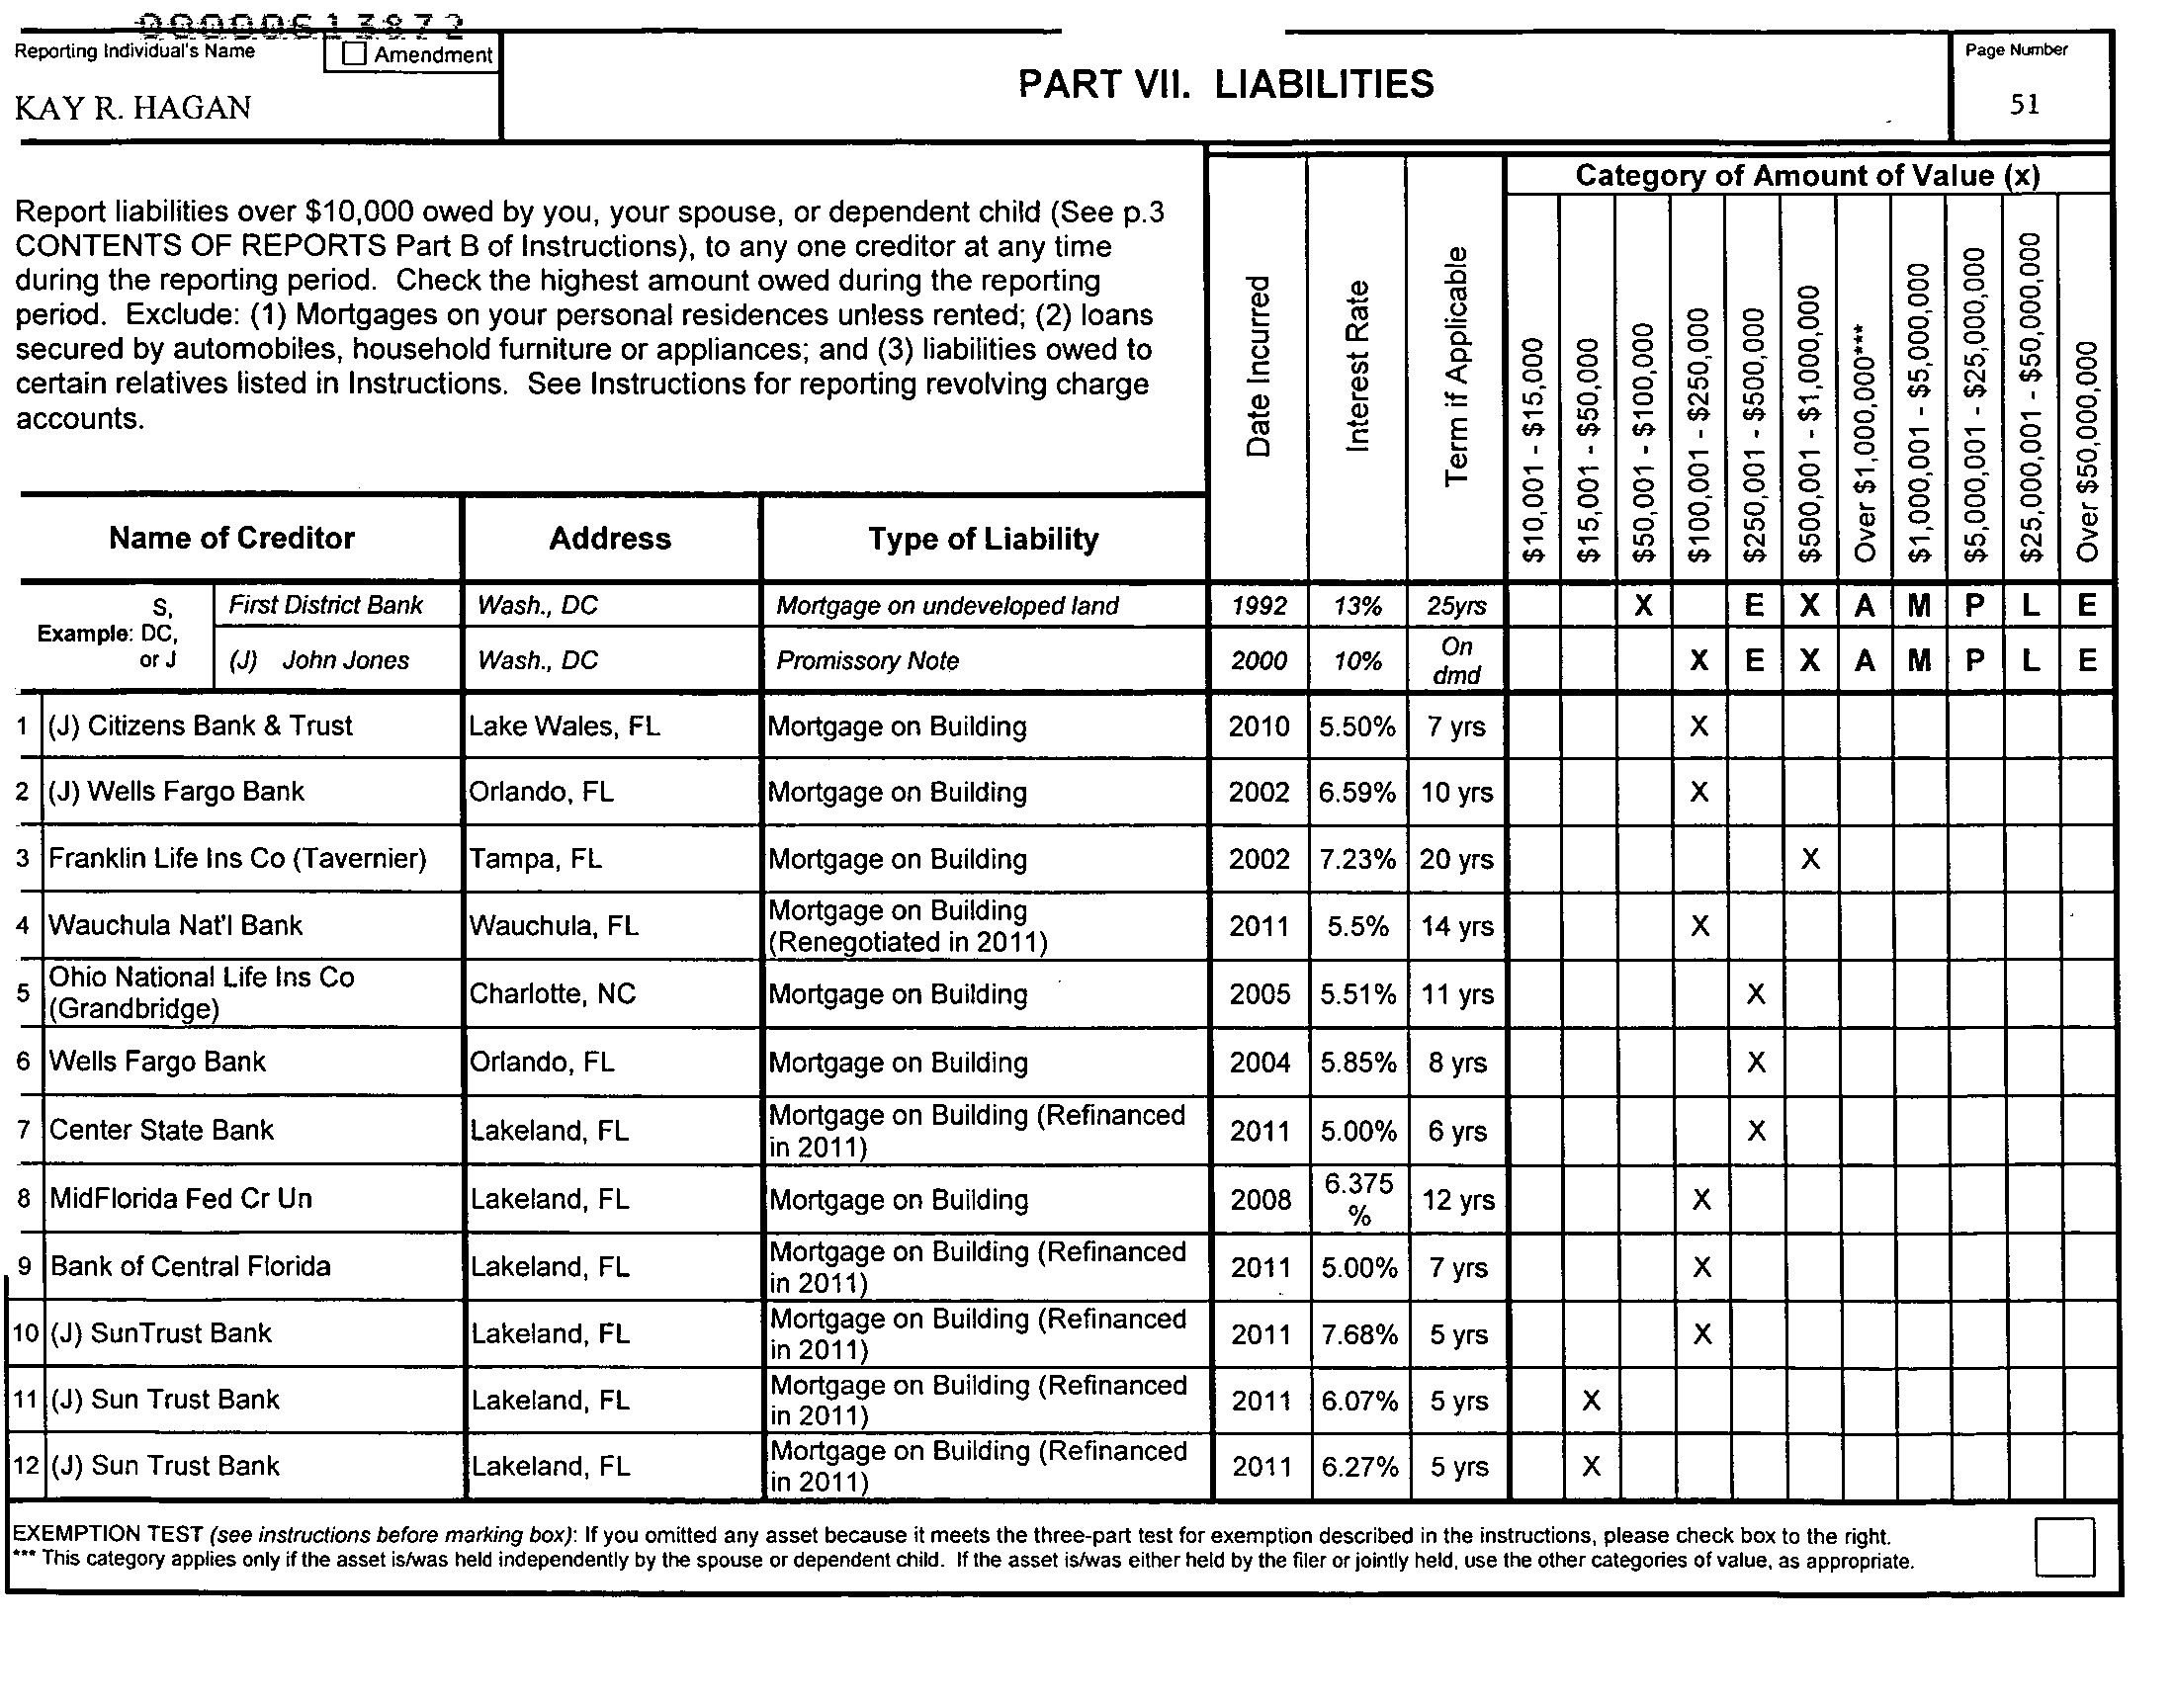 00000613872
Reporting Individual's Name
Amendment
KAY R. HAGAN
PART VII. LIABILITIES
Page Number
51
Report liabilities over $10,000 owed by you, your spouse, or dependent child (See p.3
CONTENTS OF REPORTS Part B of Instructions), to any one creditor at any time
during the reporting period. Check the highest amount owed during the reporting
period. Exclude: (1) Mortgages on your personal residences unless rented; (2) loans
secured by automobiles, household furniture or appliances; and (3) liabilities owed to
certain relatives listed in Instructions. See Instructions for reporting revolving charge
accounts.
Date Incurred
Interest Rate
Term if Applicable
Category of Amount of Value (x)
$10,001 - $15,000
$15,001 - $50,000
$50,001 - $100,000
$100,001 - $250,000
$250,001 - $500,000
$500,001 - $1,000,000
Over $1,000,000***
$1,000,001 - $5,000,000
$5,000,001 - $25,000,000
$25,000,001 - $50,000,000
Over $50,000,000
Name of Creditor Address Type of Liability
Example: S, DC, or J
First District Bank Wash., DC Mortgage on undeveloped land 1992 13% 25yrs X E X A M P L E
(J) John Jones Wash., DC Promissory Note 2000 10% On dmd X E X A M P L E
1 (J) Citizens Bank & Trust Lake Wales, FL Mortgage on Building 2010 5.50% 7 yrs X
2 (J) Wells Fargo Bank Orlando, FL Mortgage on Building 2002 6.59% 10 yrs X
3 Franklin Life Ins Co (Tavernier) Tampa, FL Mortgage on Building 2002 7.23% 20 yrs X
4 Wauchula Nat'l Bank Wauchula, FL Mortgage on Building (Renegotiated in 2011) 2011 5.5% 14 yrs X
5 Ohio National Life Ins Co (Grandbridge) Charlotte, NC Mortgage on Building 2005 5.51% 11 yrs X
6 Wells Fargo Bank Orlando, FL Mortgage on Building 2004 5.85% 8 yrs X
7 Center State Bank Lakeland, FL Mortgage on Building (Refinanced in 2011) 2011 5.00% 6 yrs X
8 MidFlorida Fed Cr Un Lakeland, FL Mortgage on Building 2008 6.375 % 12 yrs X
9 Bank of Central Florida Lakeland, FL Mortgage on Building (Refinanced in 2011) 2011 5.00% 7 yrs X
10 (J) SunTrust Bank Lakeland, FL Mortgage on Building (Refinanced in 2011) 2011 7.68% 5 yrs X
11 (J) Sun Trust Bank Lakeland, FL Mortgage on Building (Refinanced in 2011) 2011 6.07% 5 yrs X
12 (J) Sun Trust Bank Lakeland, FL Mortgage on Building (Refinanced in 2011) 2011 6.27% 5 yrs X
EXEMPTION TEST (see instructions before marking box): If you omitted any asset because it meets the three-part test for exemption described in the instructions, please check box to the right.
*** This category applies only if the asset is/was held independently by the spouse or dependent child. If the asset is/was either held by the filer or jointly held, use the other categories of value, as appropriate.